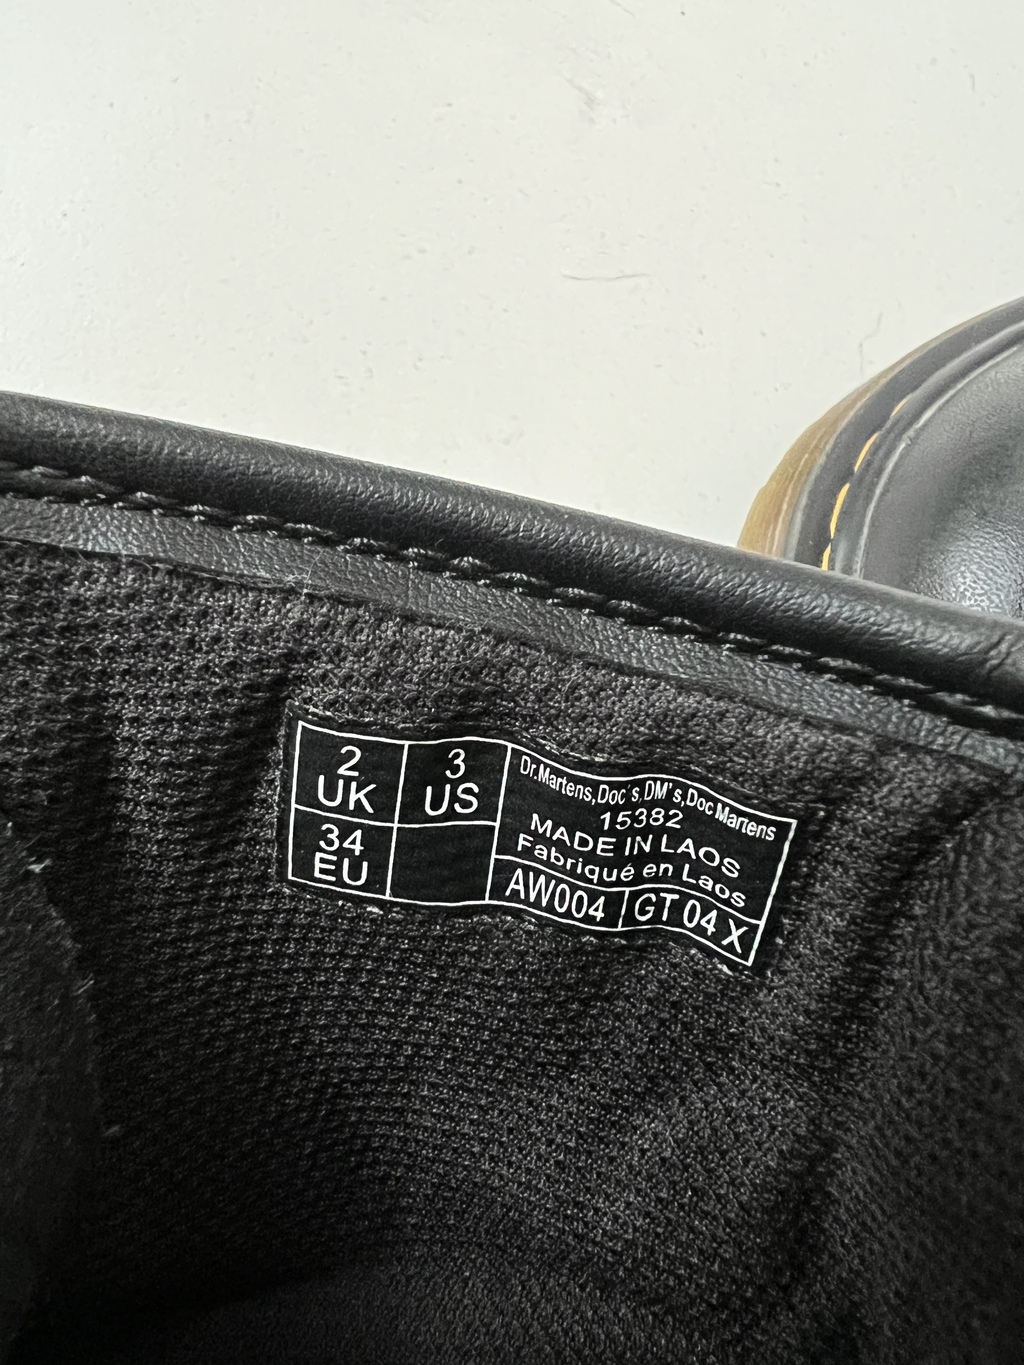 2
UK
3
US
34
EU
Dr.Martens,Doc's,DM's,Doc Martens
15382
MADE IN LAOS
Fabriqué en Laos
AW004
GT 04 X